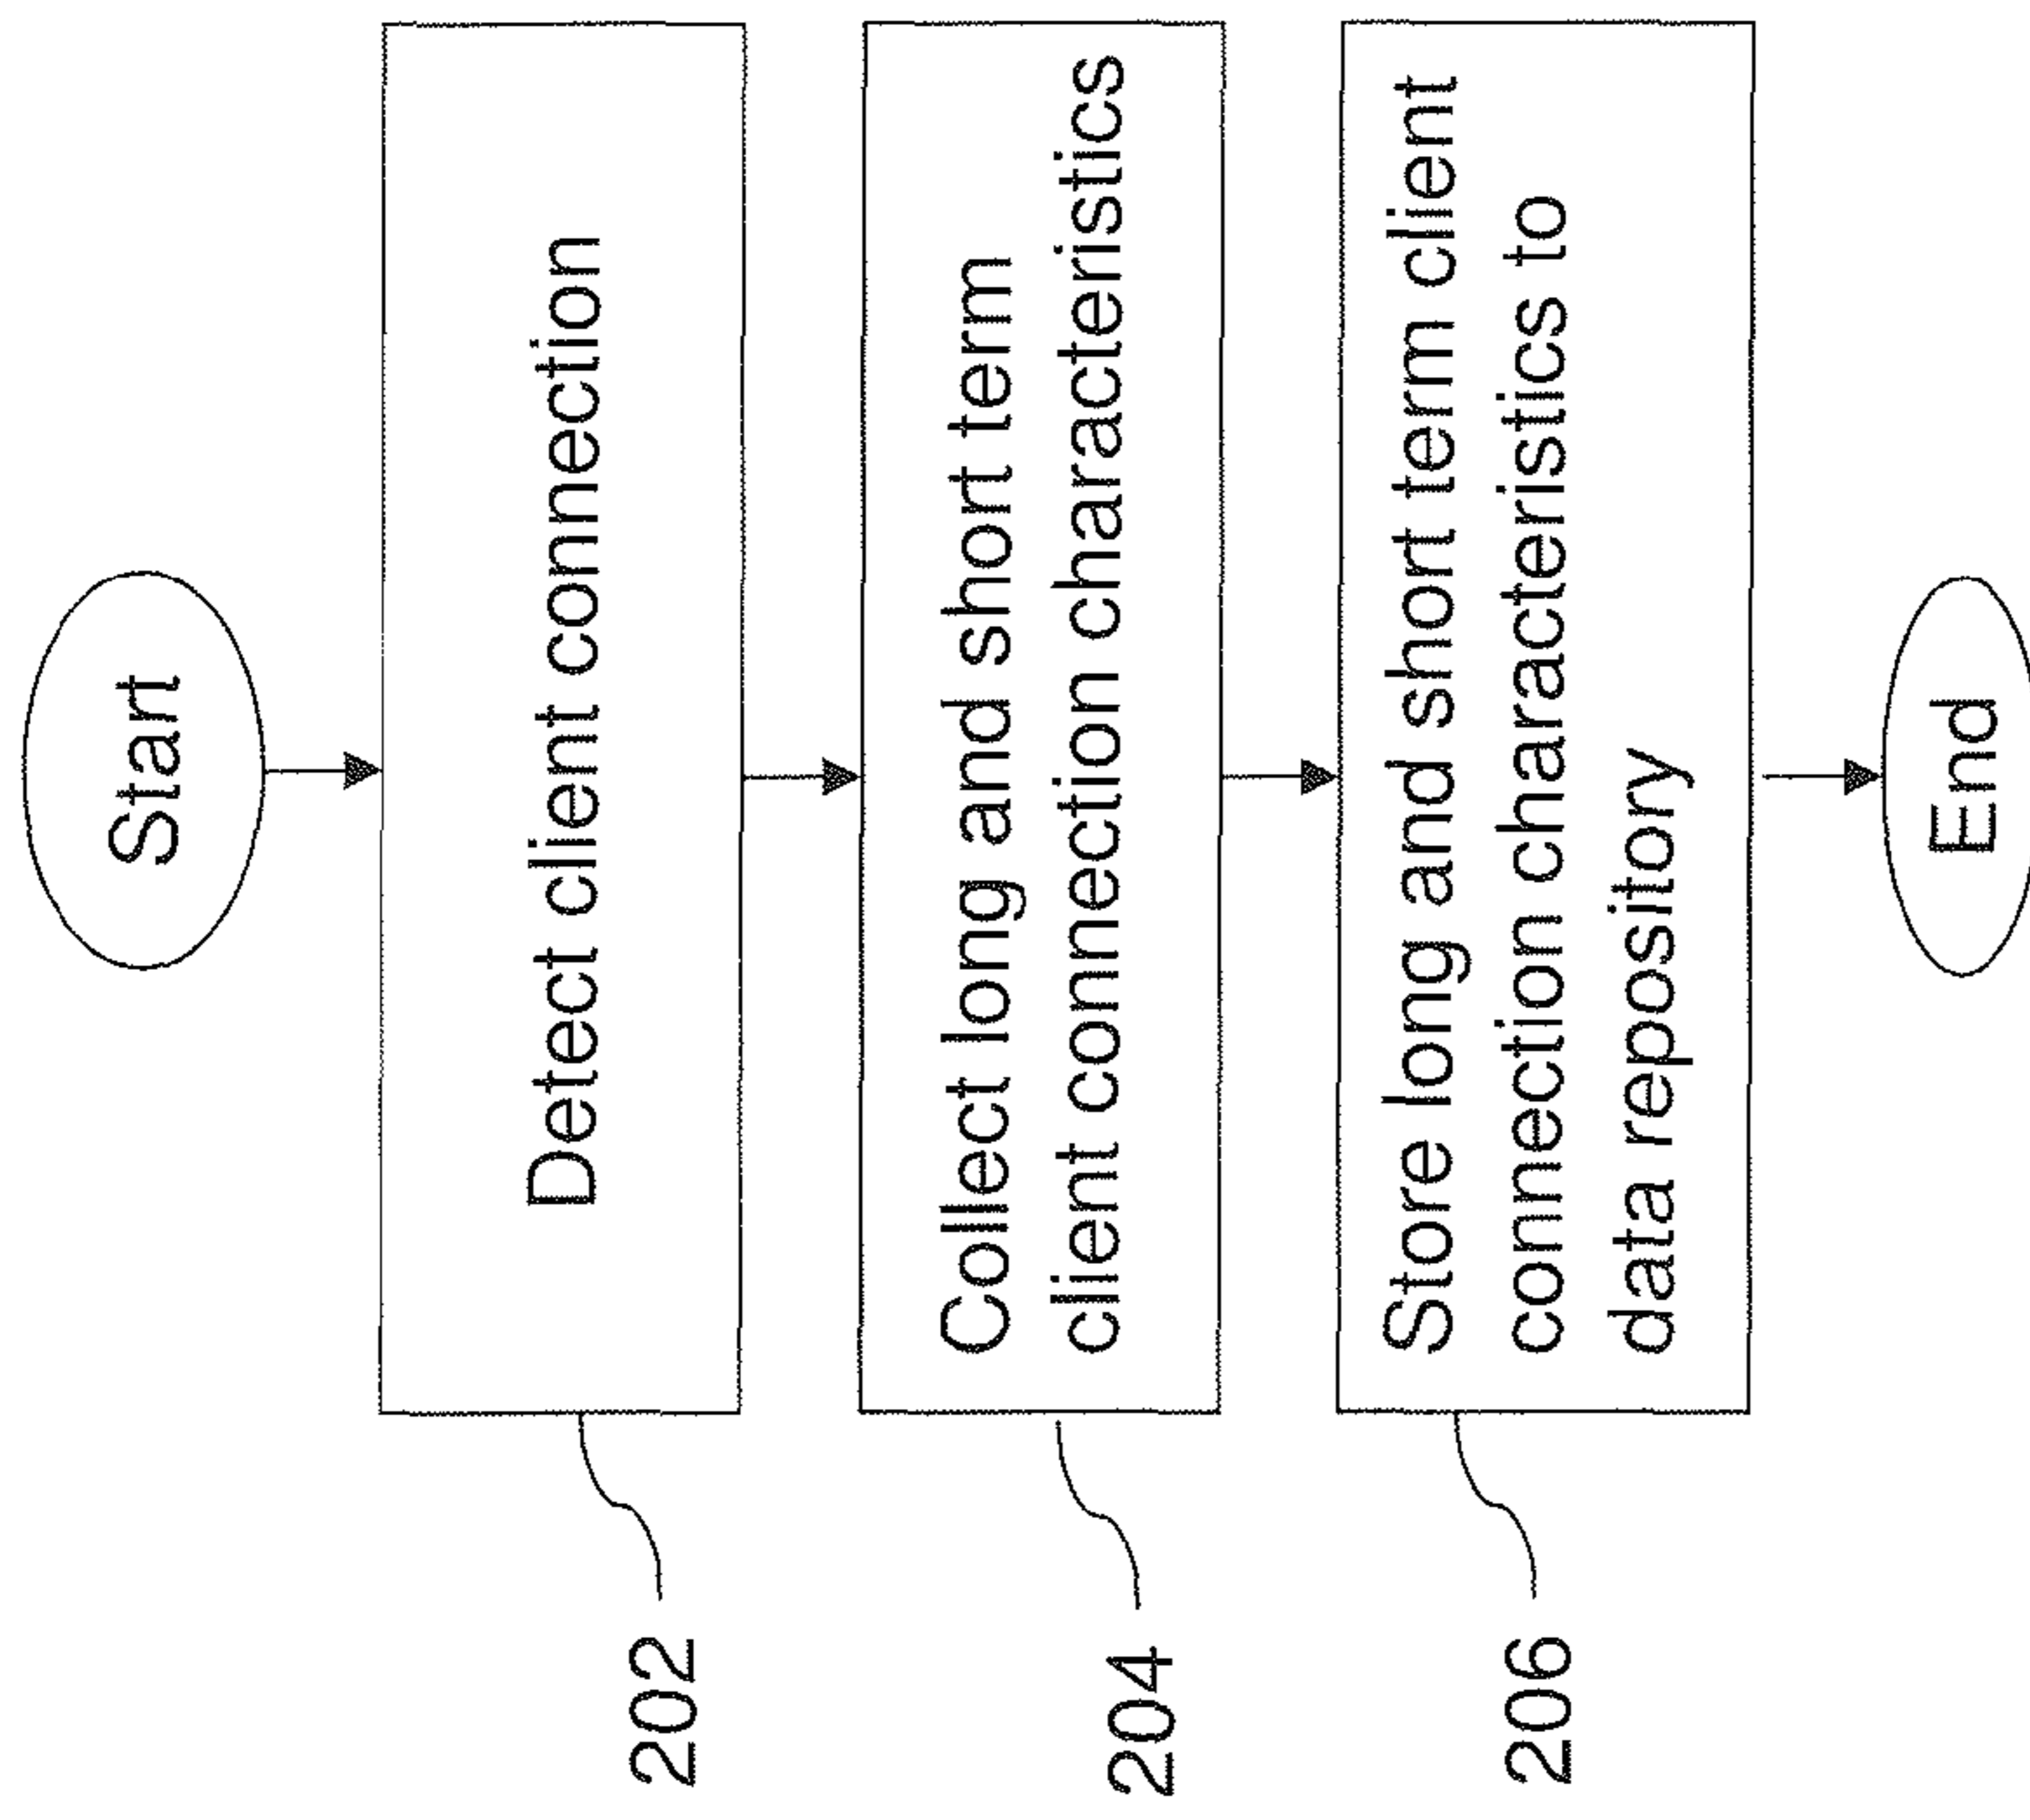 Start
Detect client connection
202
Collect long and short term
client connection characteristics
204
Store long and short term client
connection characteristics to
data repository
206
End